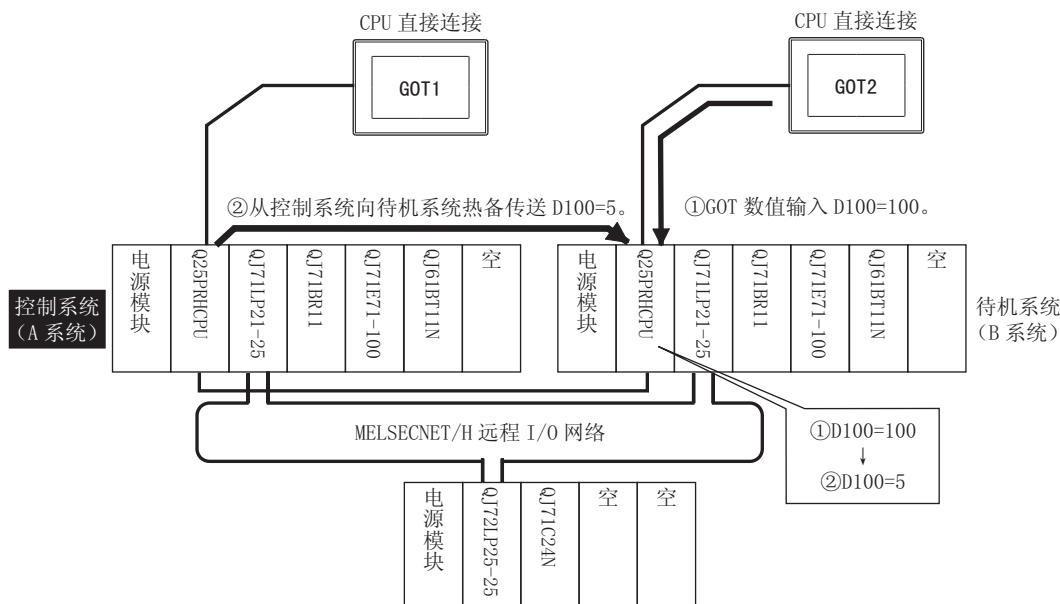 CPU 直接连接
CPU 直接连接
GOT1
GOT2
②从控制系统向待机系统热备传送 D100=5。
①GOT 数值输入 D100=100。
控制系统
（A 系统）
电源模块
Q25PRHCPU
QJ71LP21-25
QJ71BR11
QJ71E71-100
QJ61BT11N
空
电源模块
Q25PRHCPU
QJ71LP21-25
QJ71BR11
QJ71E71-100
QJ61BT11N
空
待机系统
（B 系统）
MELSECNET/H 远程 I/O 网络
①D100=100
↓
②D100=5
电源模块
QJ72LP25-25
QJ71C24N
空
空